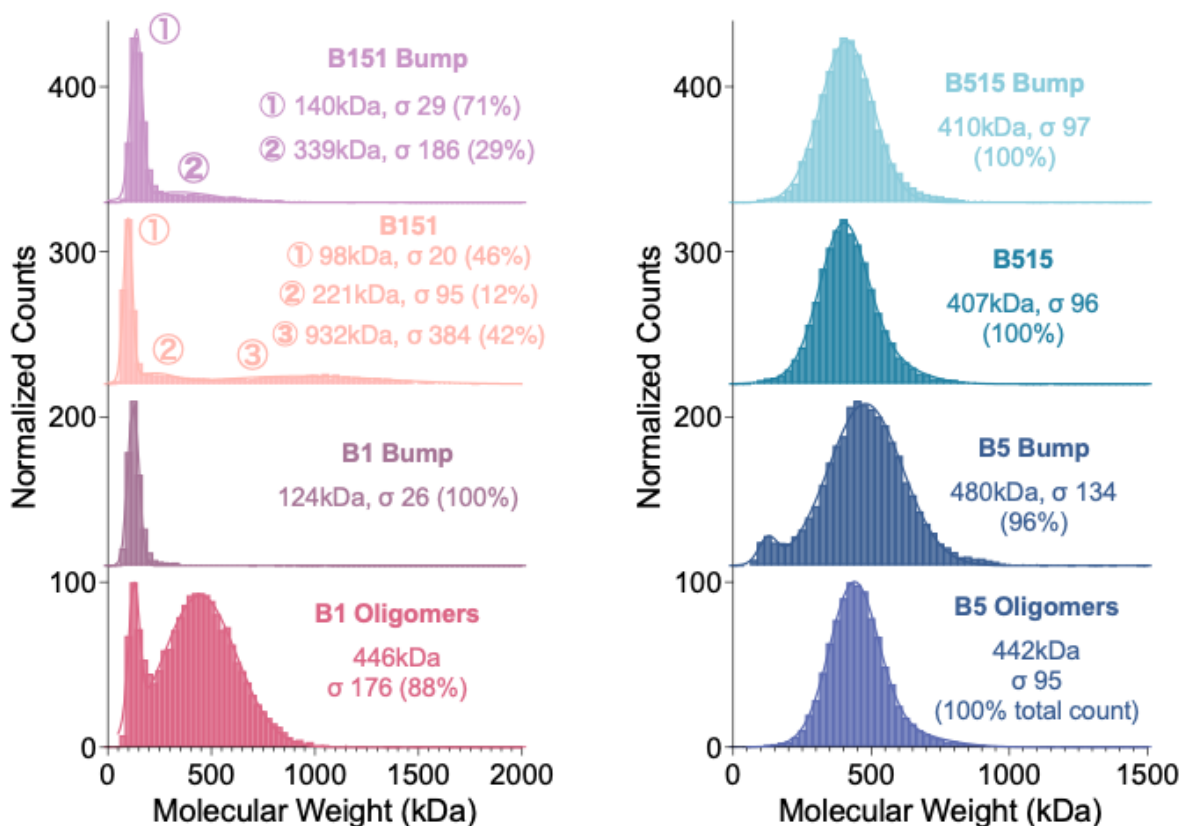 Normalized Counts
400
300
200
100
0
①
②
B151 Bump
① 140kDa, σ 29 (71%)
② 339kDa, σ 186 (29%)
①
②
③
B151
① 98kDa, σ 20 (46%)
② 221kDa, σ 95 (12%)
③ 932kDa, σ 384 (42%)
B1 Bump
124kDa, σ 26 (100%)
B1 Oligomers
446kDa
σ 176 (88%)
0
500
1000
1500
2000
Molecular Weight (kDa)
Normalized Counts
400
300
200
100
0
B515 Bump
410kDa, σ 97
(100%)
B515
407kDa, σ 96
(100%)
B5 Bump
480kDa, σ 134
(96%)
B5 Oligomers
442kDa
σ 95
(100% total count)
0
500
1000
1500
Molecular Weight (kDa)